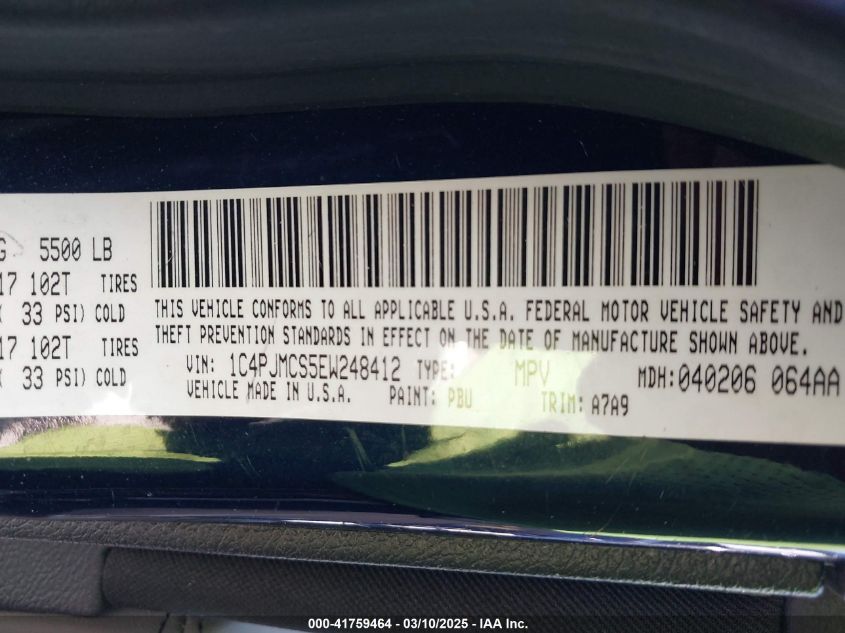 G 5500 LB
17 102T TIRES
33 PSI) COLD
17 102T TIRES
33 PSI) COLD
THIS VEHICLE CONFORMS TO ALL APPLICABLE U.S.A. FEDERAL MOTOR VEHICLE SAFETY AND
THEFT PREVENTION STANDARDS IN EFFECT ON THE DATE OF MANUFACTURE SHOWN ABOVE.
VIN: 1C4PJMCS5EW248412 TYPE: MPV MDH:040206 064AA
VEHICLE MADE IN U.S.A. PAINT: PBU TRIM: A7A9
000-41759464 - 03/10/2025 - IAA Inc.